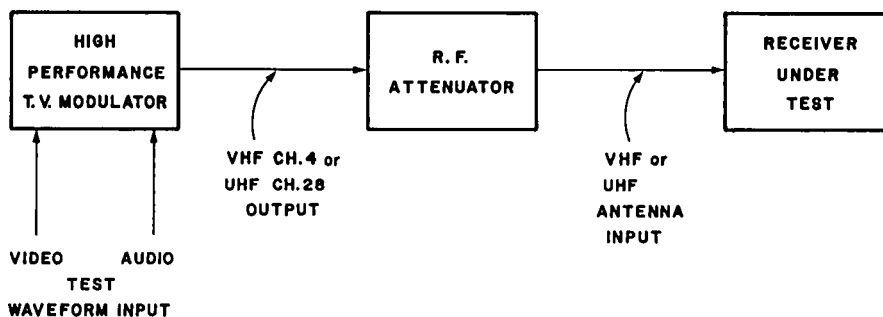 HIGH
PERFORMANCE
T.V. MODULATOR
R.F.
ATTENUATOR
RECEIVER
UNDER
TEST
VHF CH.4 or
UHF CH.28
OUTPUT
VHF or
UHF
ANTENNA
INPUT
VIDEO AUDIO
TEST
WAVEFORM INPUT